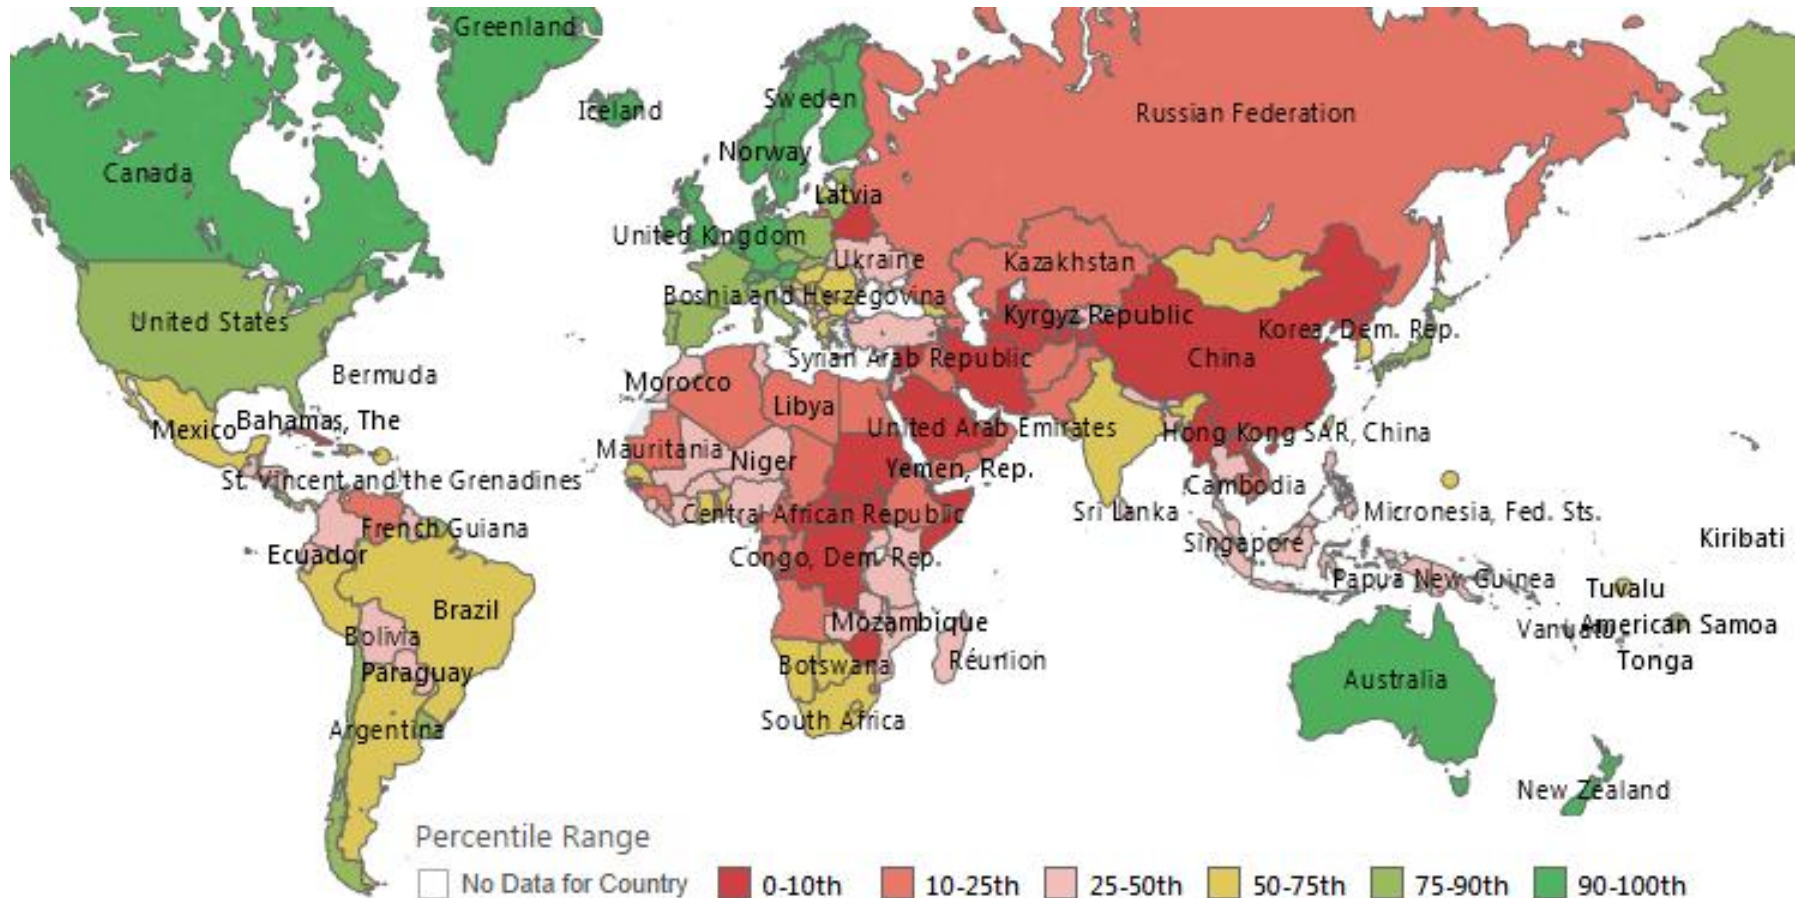 Greenland
Iceland
Sweden
Russian Federation
Norway
Canada
Latvia
United Kingdom
Ukraine
Kazakhstan
Bosnia and Herzegovina
United States
Kyrgyz Republic
Korea, Dem. Rep.
Syrian Arab Republic
China
Bermuda
Morocco
Libya
Mexico
Bahamas, The
United Arab Emirates
Hong Kong SAR, China
Mauritania
Niger
Yemen, Rep.
St. Vincent and the Grenadines
Cambodia
Central African Republic
Sri Lanka
Micronesia, Fed. Sts.
French Guiana
Ecuador
Congo, Dem. Rep.
Singapore
Kiribati
Papua New Guinea
Tuvalu
Brazil
Mozambique
Vanuatu
American Samoa
Bolivia
Botswana
Réunion
Tonga
Paraguay
Australia
South Africa
Argentina
New Zealand
Percentile Range
No Data for Country
0-10th
10-25th
25-50th
50-75th
75-90th
90-100th